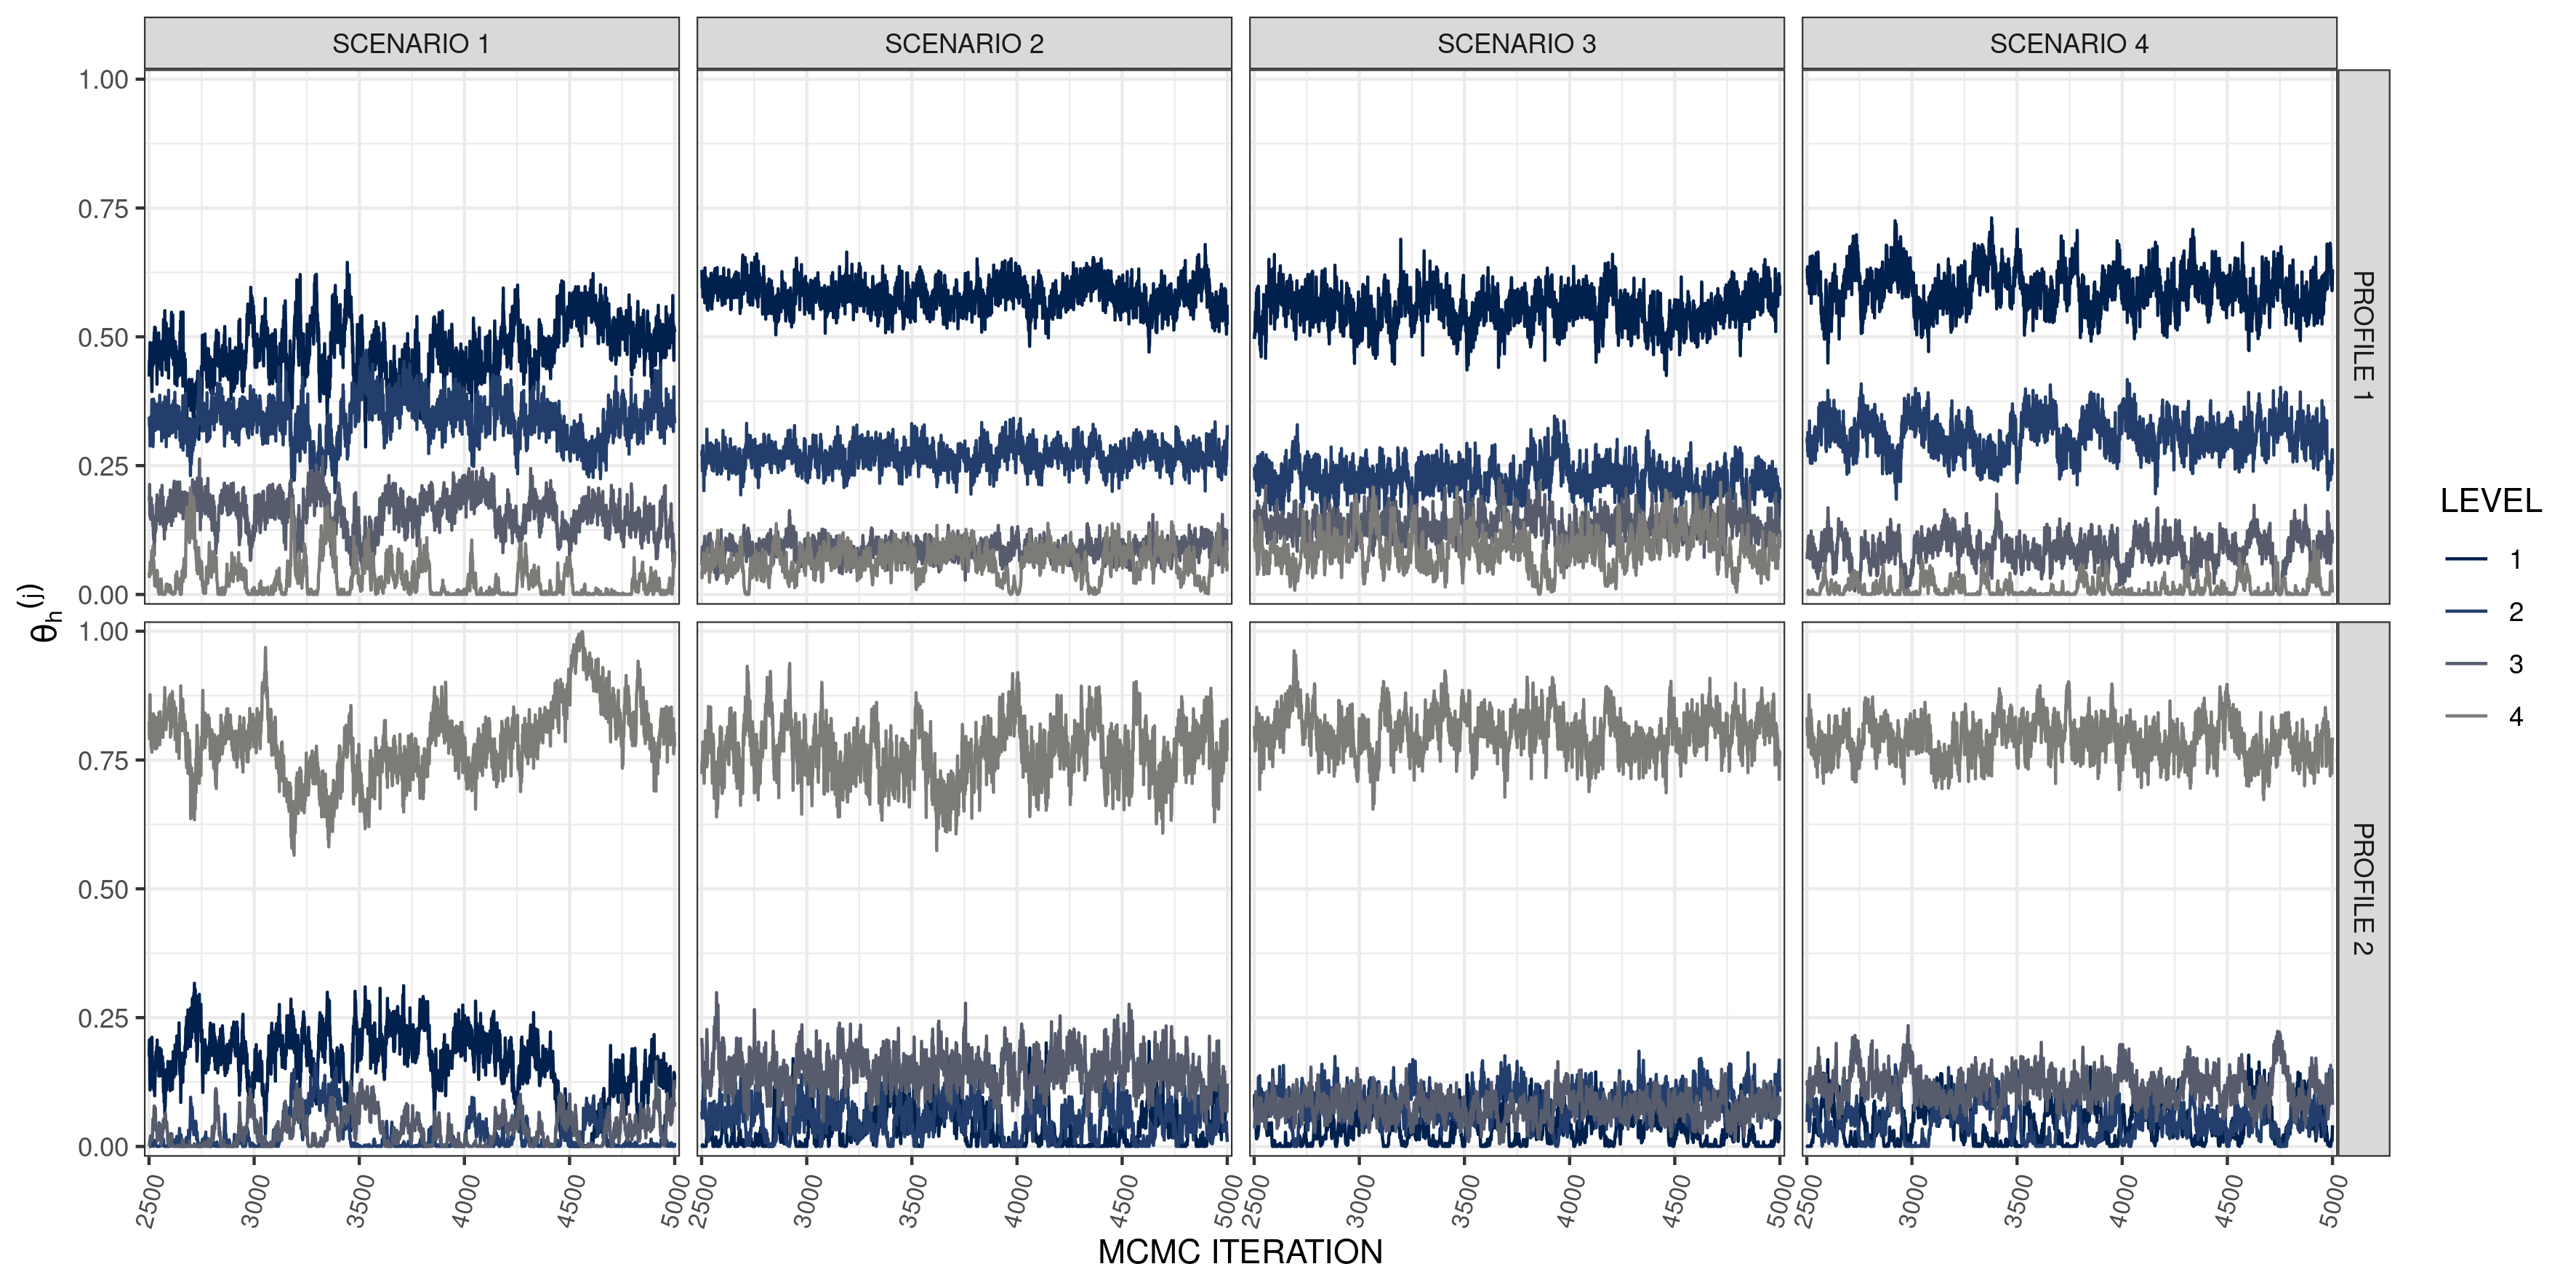 SCENARIO 1
SCENARIO 2
SCENARIO 3
SCENARIO 4
1.00
0.75
0.50
0.25
0.00
PROFILE 1
1.00
0.75
0.50
0.25
0.00
PROFILE 2
θh(j)
2500 3000 3500 4000 4500 5000
2500 3000 3500 4000 4500 5000
2500 3000 3500 4000 4500 5000
2500 3000 3500 4000 4500 5000
MCMC ITERATION
LEVEL
1
2
3
4